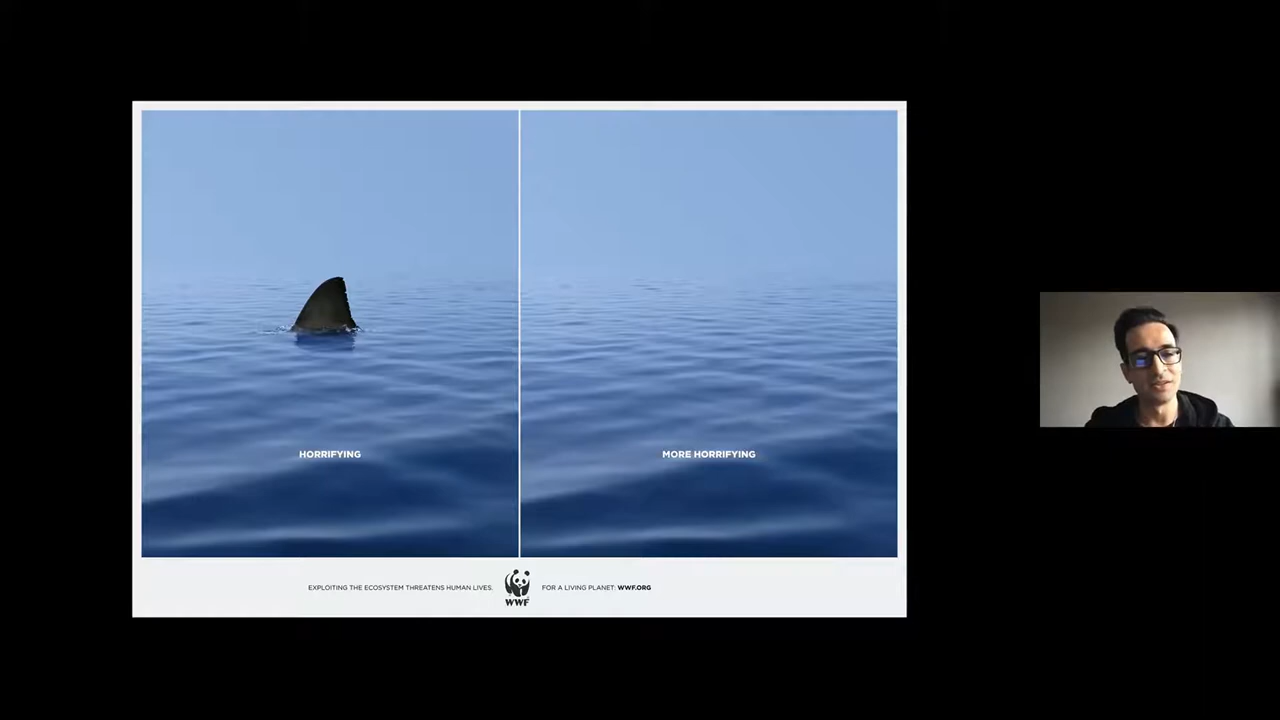 HORRIFYING
MORE HORRIFYING
EXPLOITING THE ECOSYSTEM THREATENS HUMAN LIVES.
WWF
FOR A LIVING PLANET: WWF.ORG